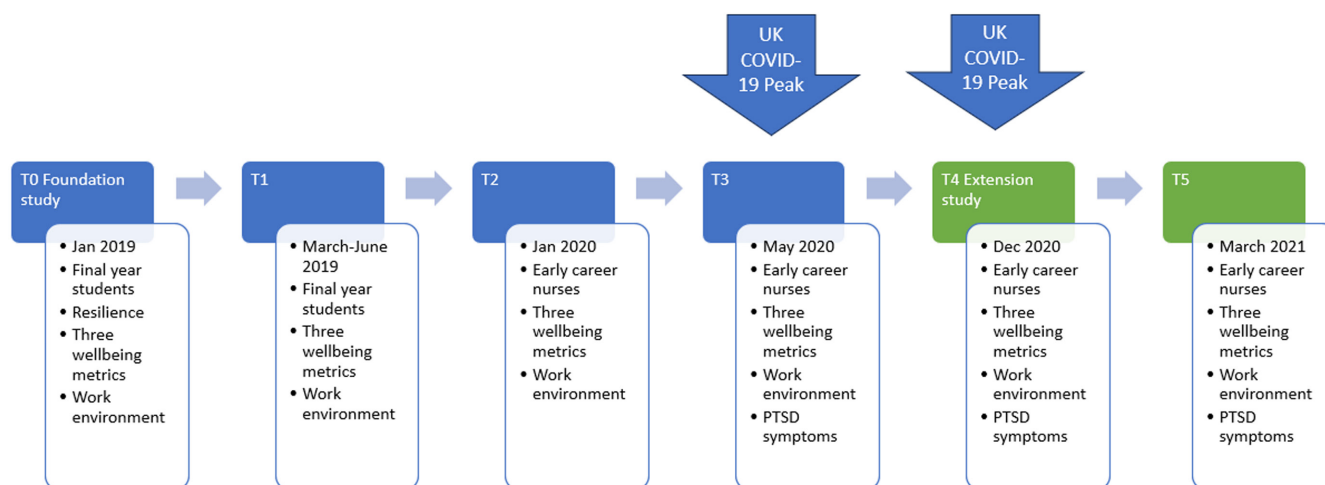 UK
COVID-
19 Peak
UK
COVID-
19 Peak
T0 Foundation
study
• Jan 2019
• Final year
students
• Resilience
• Three
wellbeing
metrics
• Work
environment
T1
• March-June
2019
• Final year
students
• Three
wellbeing
metrics
• Work
environment
T2
• Jan 2020
• Early career
nurses
• Three
wellbeing
metrics
• Work
environment
T3
• May 2020
• Early career
nurses
• Three
wellbeing
metrics
• Work
environment
• PTSD
symptoms
T4 Extension
study
• Dec 2020
• Early career
nurses
• Three
wellbeing
metrics
• Work
environment
• PTSD
symptoms
T5
• March 2021
• Early career
nurses
• Three
wellbeing
metrics
• Work
environment
• PTSD
symptoms